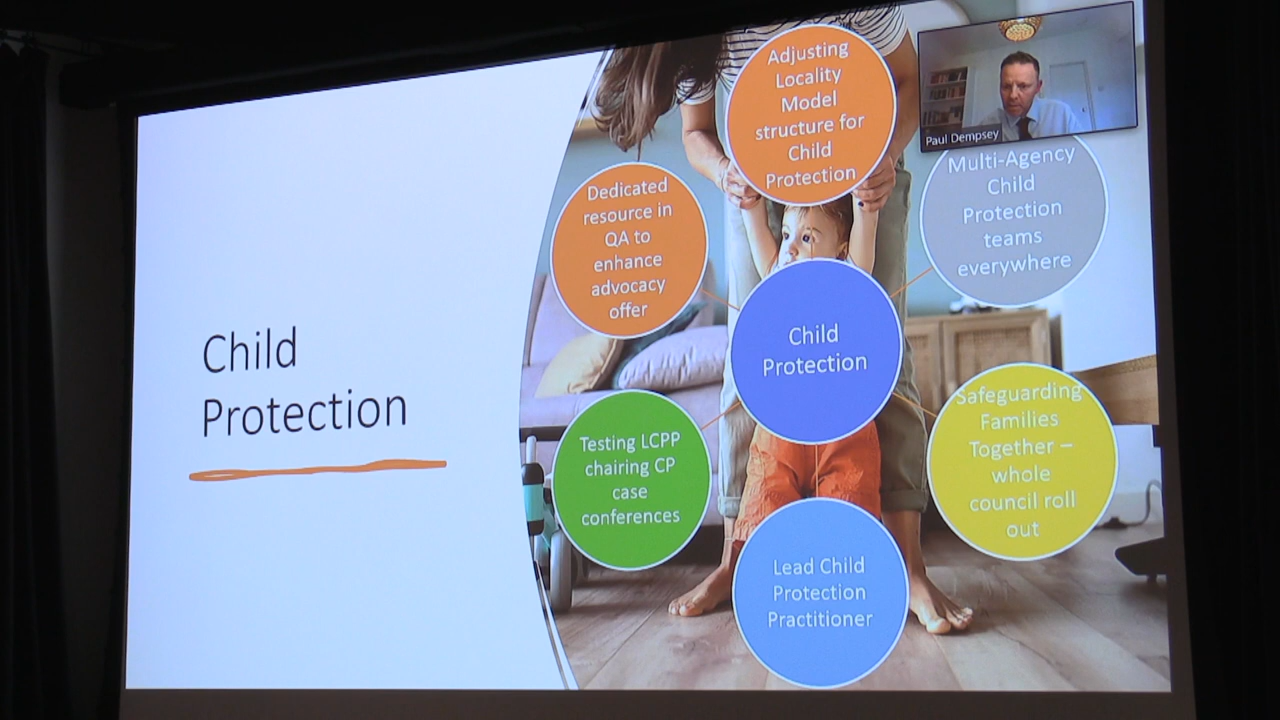 Child
Protection
Adjusting
Locality
Model
structure for
Child
Protection
Paul Dempsey
Multi-Agency
Child
Protection
teams
everywhere
Dedicated
resource in
QA to
enhance
advocacy
offer
Child
Protection
Safeguarding
Families
Together –
whole
council roll
out
Testing LCPP
chairing CP
case
conferences
Lead Child
Protection
Practitioner